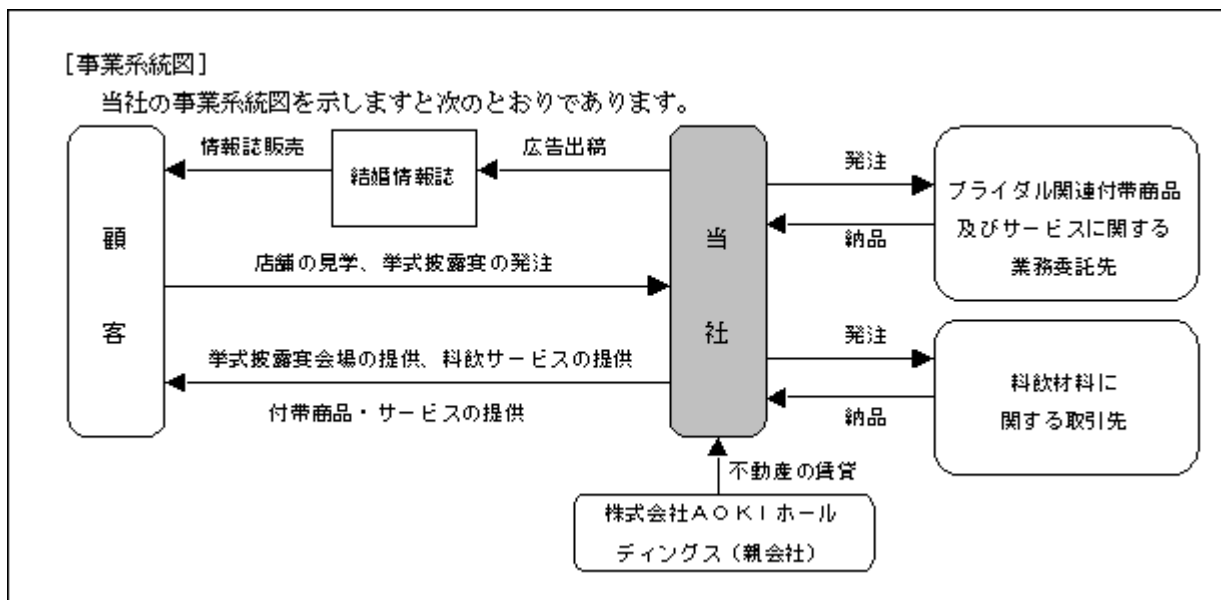 [事業系統図]
当社の事業系統図を示しますと次のとおりであります。
情報誌販売
結婚情報誌
広告出稿
発注
ブライダル関連付帯商品
及びサービスに関する
業務委託先
納品
顧
客
当
社
店舗の見学、挙式披露宴の発注
挙式披露宴会場の提供、料飲サービスの提供
付帯商品・サービスの提供
発注
料飲材料に
関する取引先
納品
不動産の賃貸
株式会社AOKIホール
ディングス(親会社)